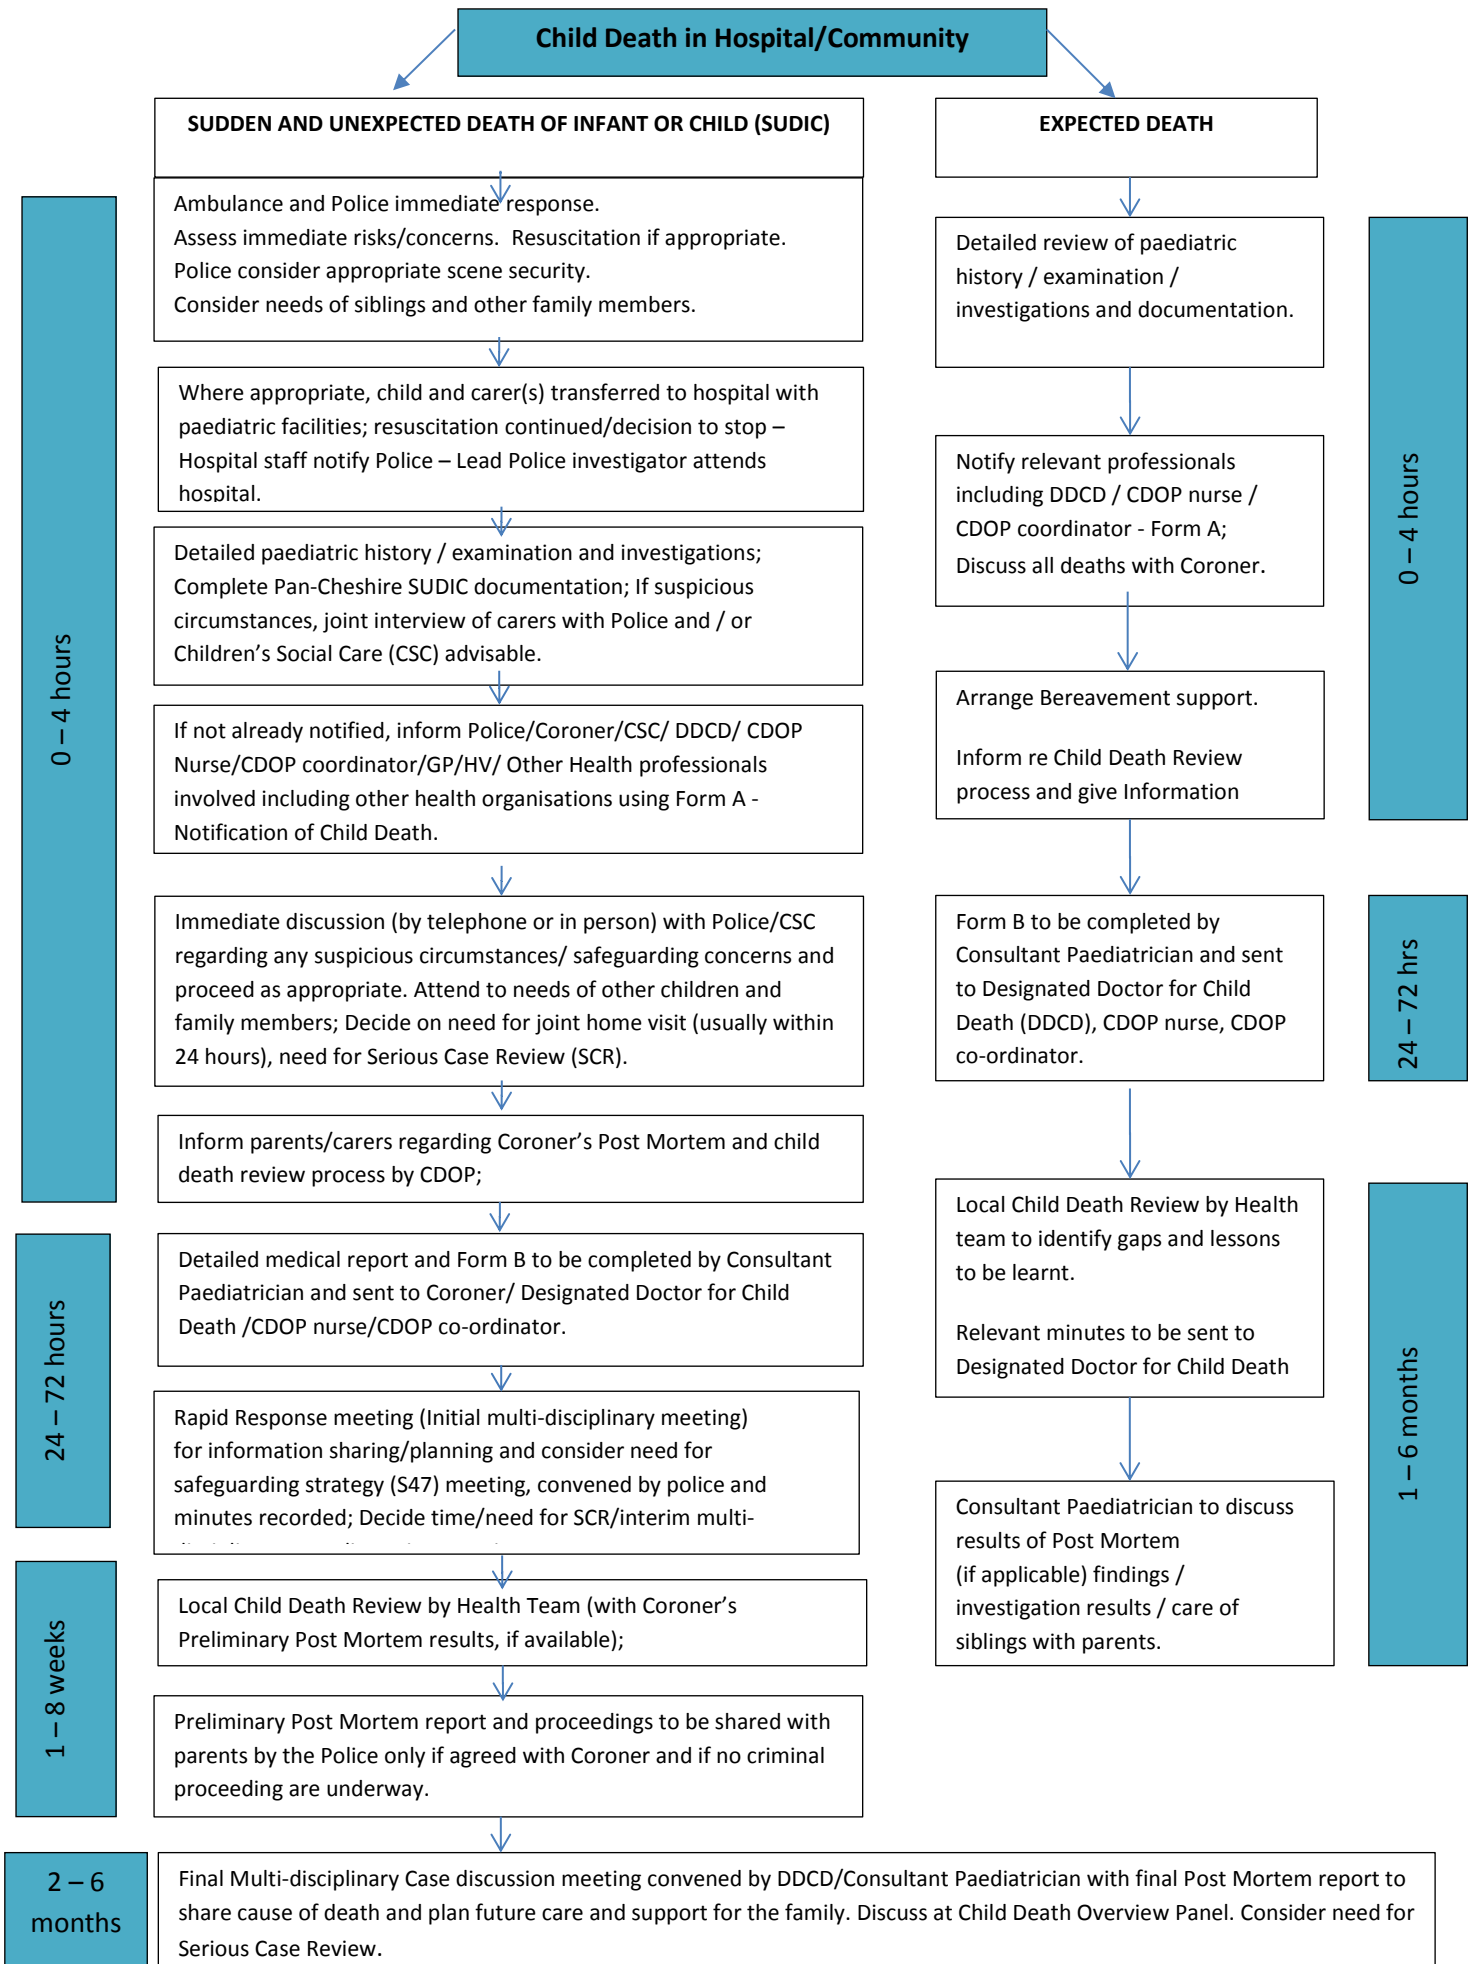 Child Death in Hospital/Community
SUDDEN AND UNEXPECTED DEATH OF INFANT OR CHILD (SUDIC)
0 – 4 hours
Ambulance and Police immediate response.
Assess immediate risks/concerns.  Resuscitation if appropriate.
Police consider appropriate scene security.
Consider needs of siblings and other family members.
Where appropriate, child and carer(s) transferred to hospital with
paediatric facilities; resuscitation continued/decision to stop –
Hospital staff notify Police – Lead Police investigator attends
hospital.
Detailed paediatric history / examination and investigations;
Complete Pan-Cheshire SUDIC documentation; If suspicious
circumstances, joint interview of carers with Police and / or
Children’s Social Care (CSC) advisable.
If not already notified, inform Police/Coroner/CSC/ DDCD/ CDOP
Nurse/CDOP coordinator/GP/HV/ Other Health professionals
involved including other health organisations using Form A -
Notification of Child Death.
Immediate discussion (by telephone or in person) with Police/CSC
regarding any suspicious circumstances/ safeguarding concerns and
proceed as appropriate. Attend to needs of other children and
family members; Decide on need for joint home visit (usually within
24 hours), need for Serious Case Review (SCR).
Inform parents/carers regarding Coroner’s Post Mortem and child
death review process by CDOP;
24 – 72 hours
Detailed medical report and Form B to be completed by Consultant
Paediatrician and sent to Coroner/ Designated Doctor for Child
Death /CDOP nurse/CDOP co-ordinator.
Rapid Response meeting (Initial multi-disciplinary meeting)
for information sharing/planning and consider need for
safeguarding strategy (S47) meeting, convened by police and
minutes recorded; Decide time/need for SCR/interim multi-
1 – 8 weeks
Local Child Death Review by Health Team (with Coroner’s
Preliminary Post Mortem results, if available);
Preliminary Post Mortem report and proceedings to be shared with
parents by the Police only if agreed with Coroner and if no criminal
proceeding are underway.
EXPECTED DEATH
0 – 4 hours
Detailed review of paediatric
history / examination /
investigations and documentation.
Notify relevant professionals
including DDCD / CDOP nurse /
CDOP coordinator - Form A;
Discuss all deaths with Coroner.
Arrange Bereavement support.
Inform re Child Death Review
process and give Information
24 – 72 hrs
Form B to be completed by
Consultant Paediatrician and sent
to Designated Doctor for Child
Death (DDCD), CDOP nurse, CDOP
co-ordinator.
1 – 6 months
Local Child Death Review by Health
team to identify gaps and lessons
to be learnt.
Relevant minutes to be sent to
Designated Doctor for Child Death
Consultant Paediatrician to discuss
results of Post Mortem
(if applicable) findings /
investigation results / care of
siblings with parents.
2 – 6
months
Final Multi-disciplinary Case discussion meeting convened by DDCD/Consultant Paediatrician with final Post Mortem report to
share cause of death and plan future care and support for the family. Discuss at Child Death Overview Panel. Consider need for
Serious Case Review.